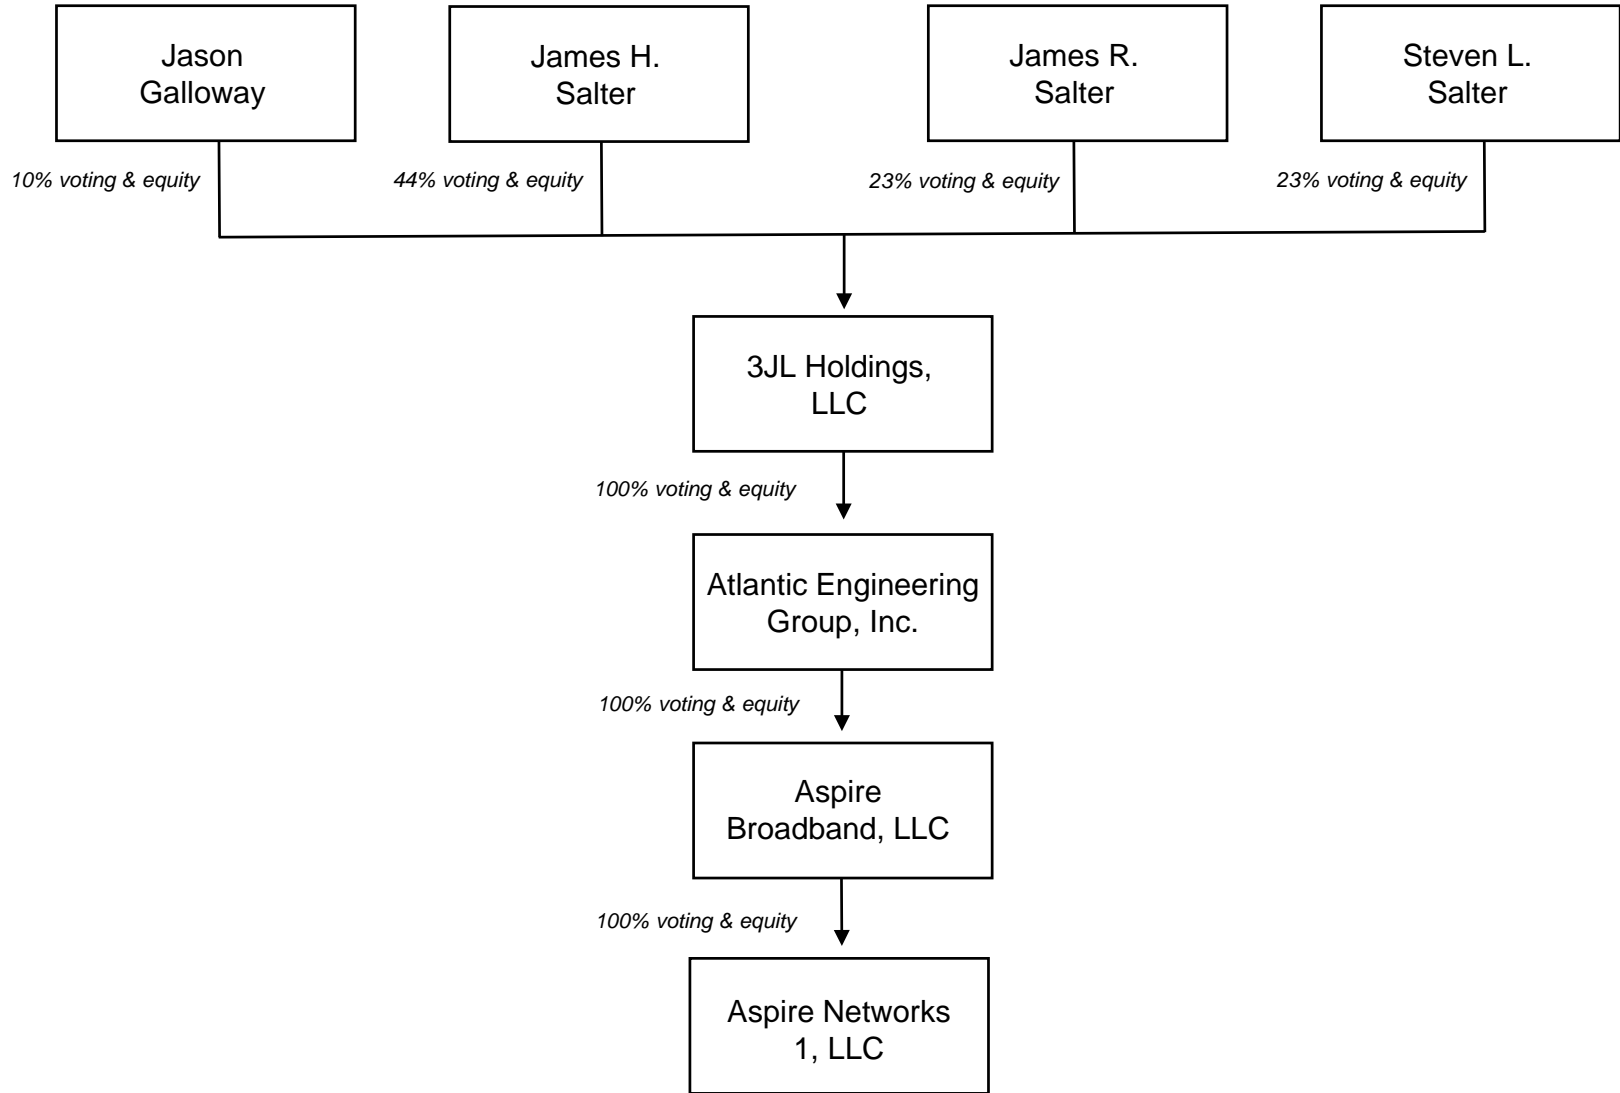 Jason
Galloway
James H.
Salter
James R.
Salter
Steven L.
Salter
10% voting & equity
44% voting & equity
23% voting & equity
23% voting & equity
3JL Holdings,
LLC
100% voting & equity
Atlantic Engineering
Group, Inc.
100% voting & equity
Aspire
Broadband, LLC
100% voting & equity
Aspire Networks
1, LLC